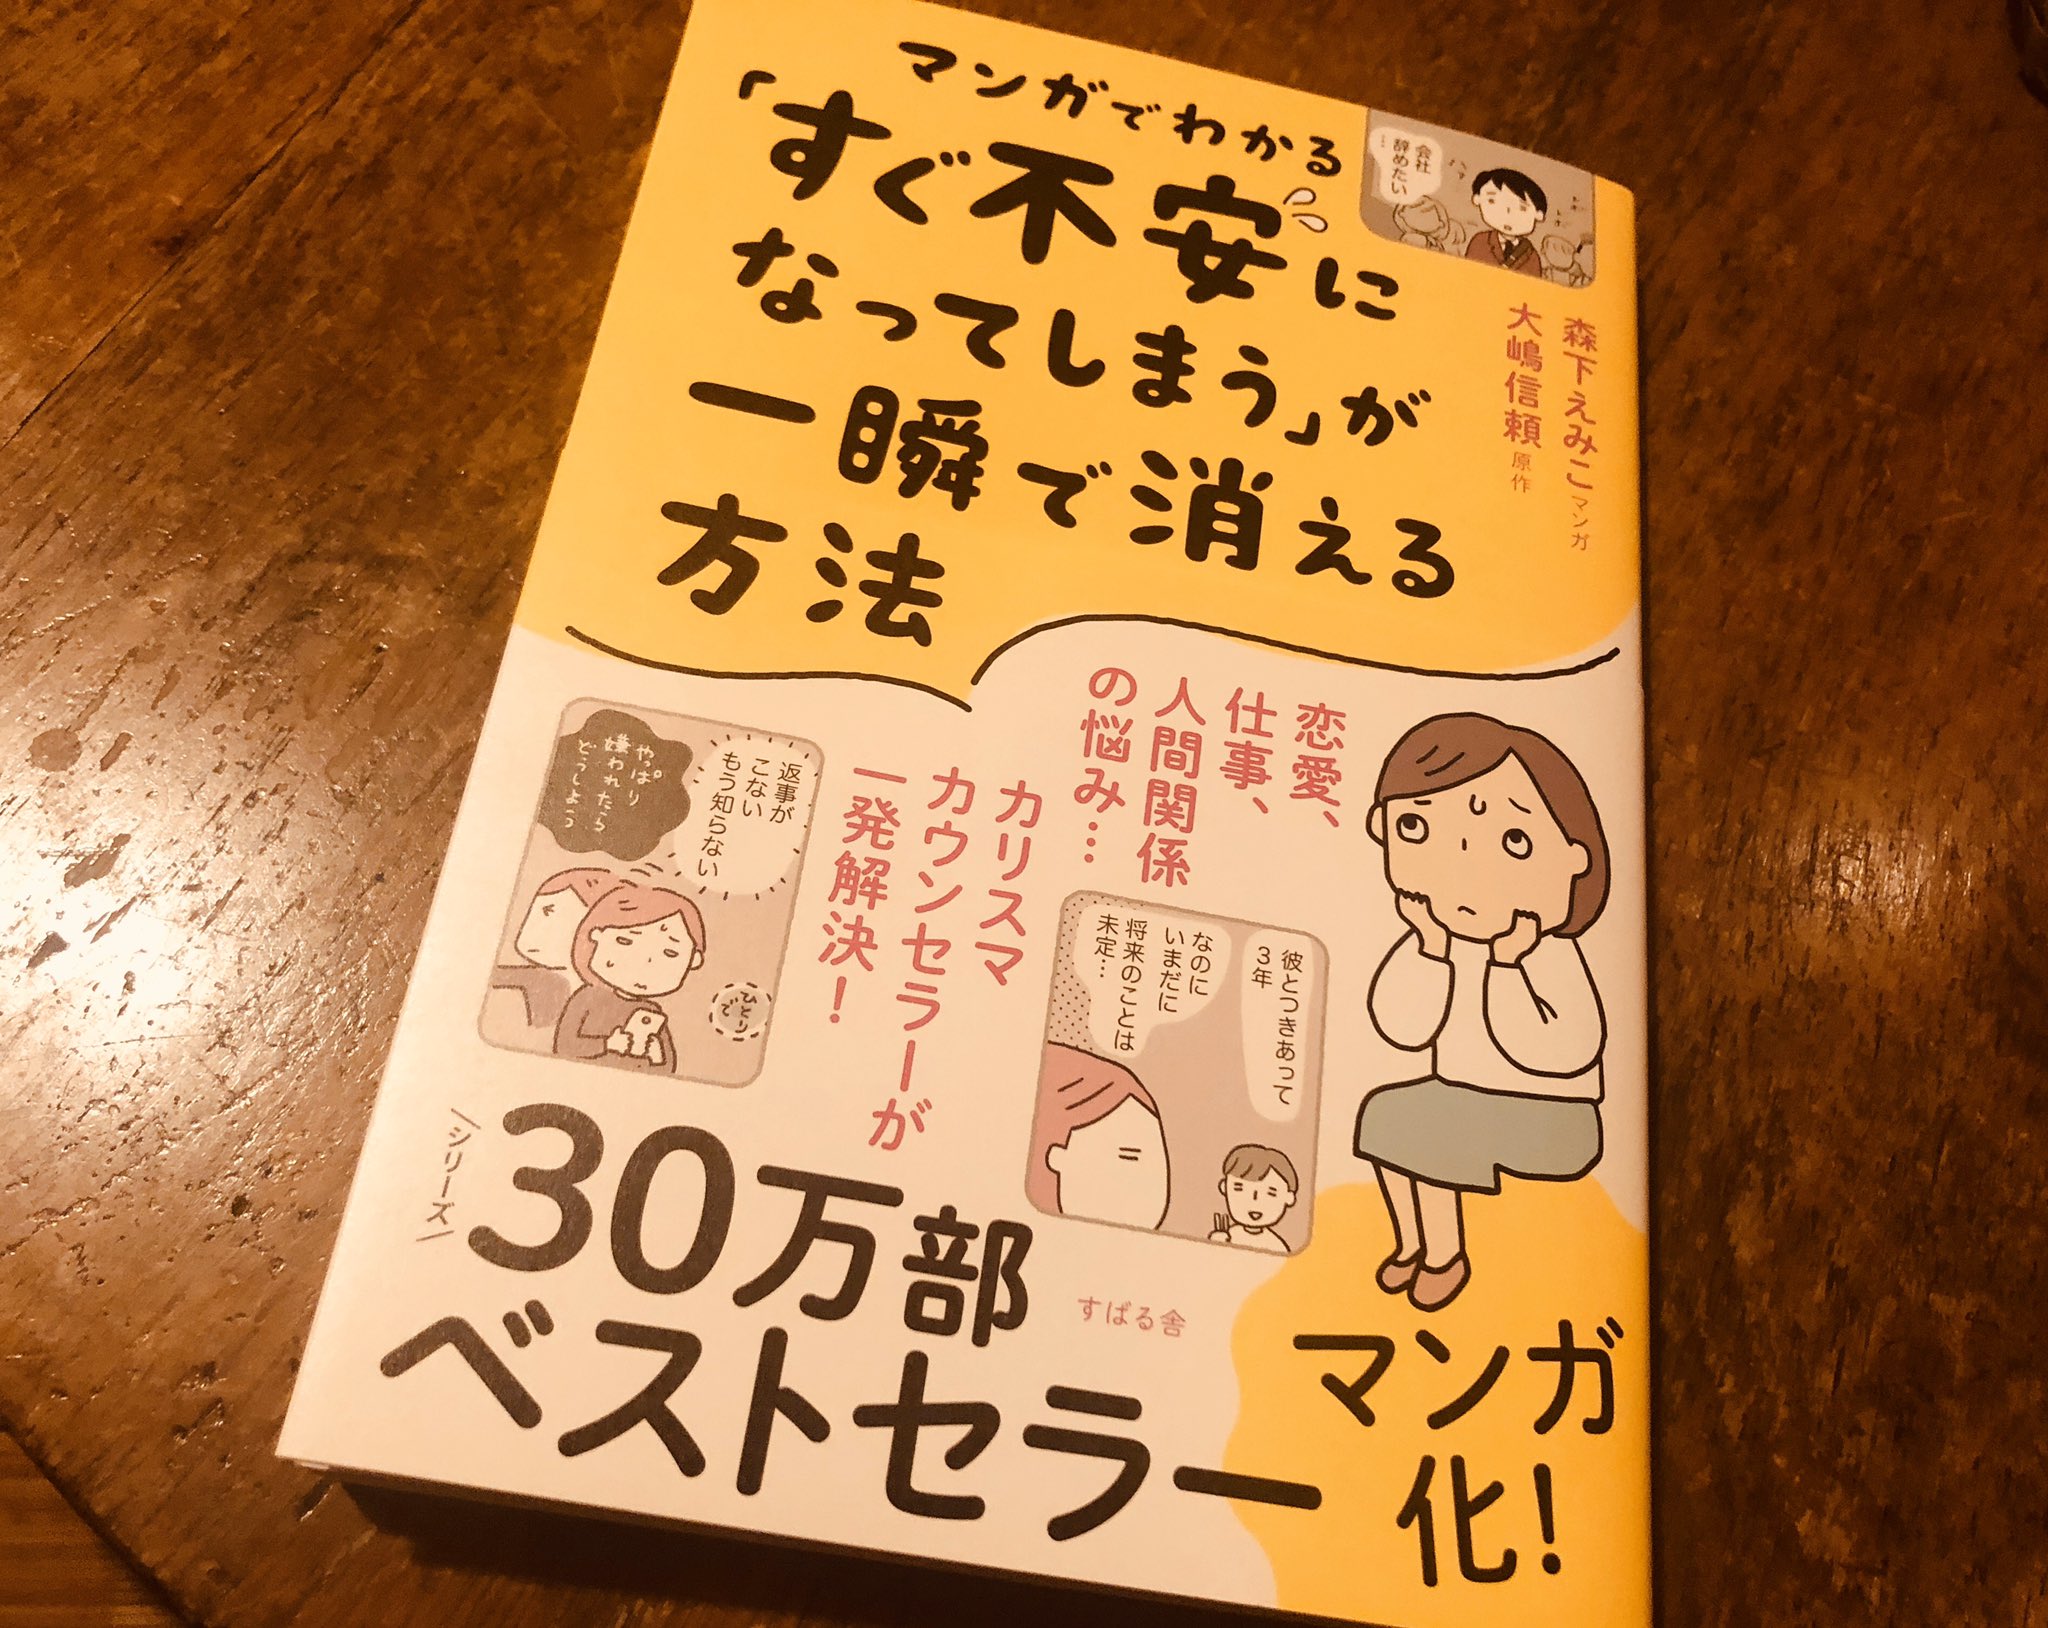 マンガでわかる
「すぐ不安に
なってしまう」が
一瞬で消える
方法
会社
辞めたい
…
森下えみこ マンガ
大嶋信頼 原作
恋愛、
仕事、
人間関係
の悩み…
カリスマ
カウンセラーが
一発解決！
返事が
こない
もう知らない
やっぱり
嫌われたら
どうしよう
ひとり
で
彼とつきあって
3年
なのに
いまだに
将来のことは
未定…
シリーズ
30万部
ベストセラー
すばる舎
マンガ
化！